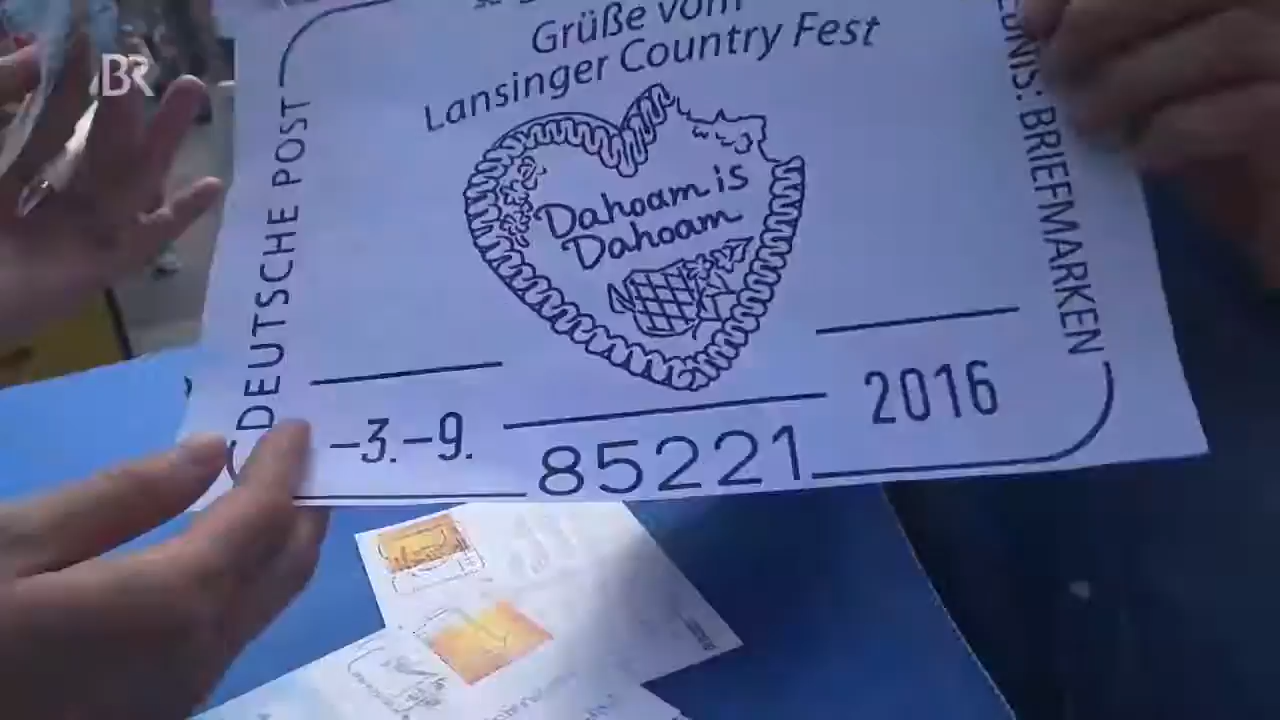 BR
Grüße vom
Lansinger Country Fest
DEUTSCHE POST
BRIEFMARKEN
Dahoam is
Dahoam
-3.-9.
2016
85221